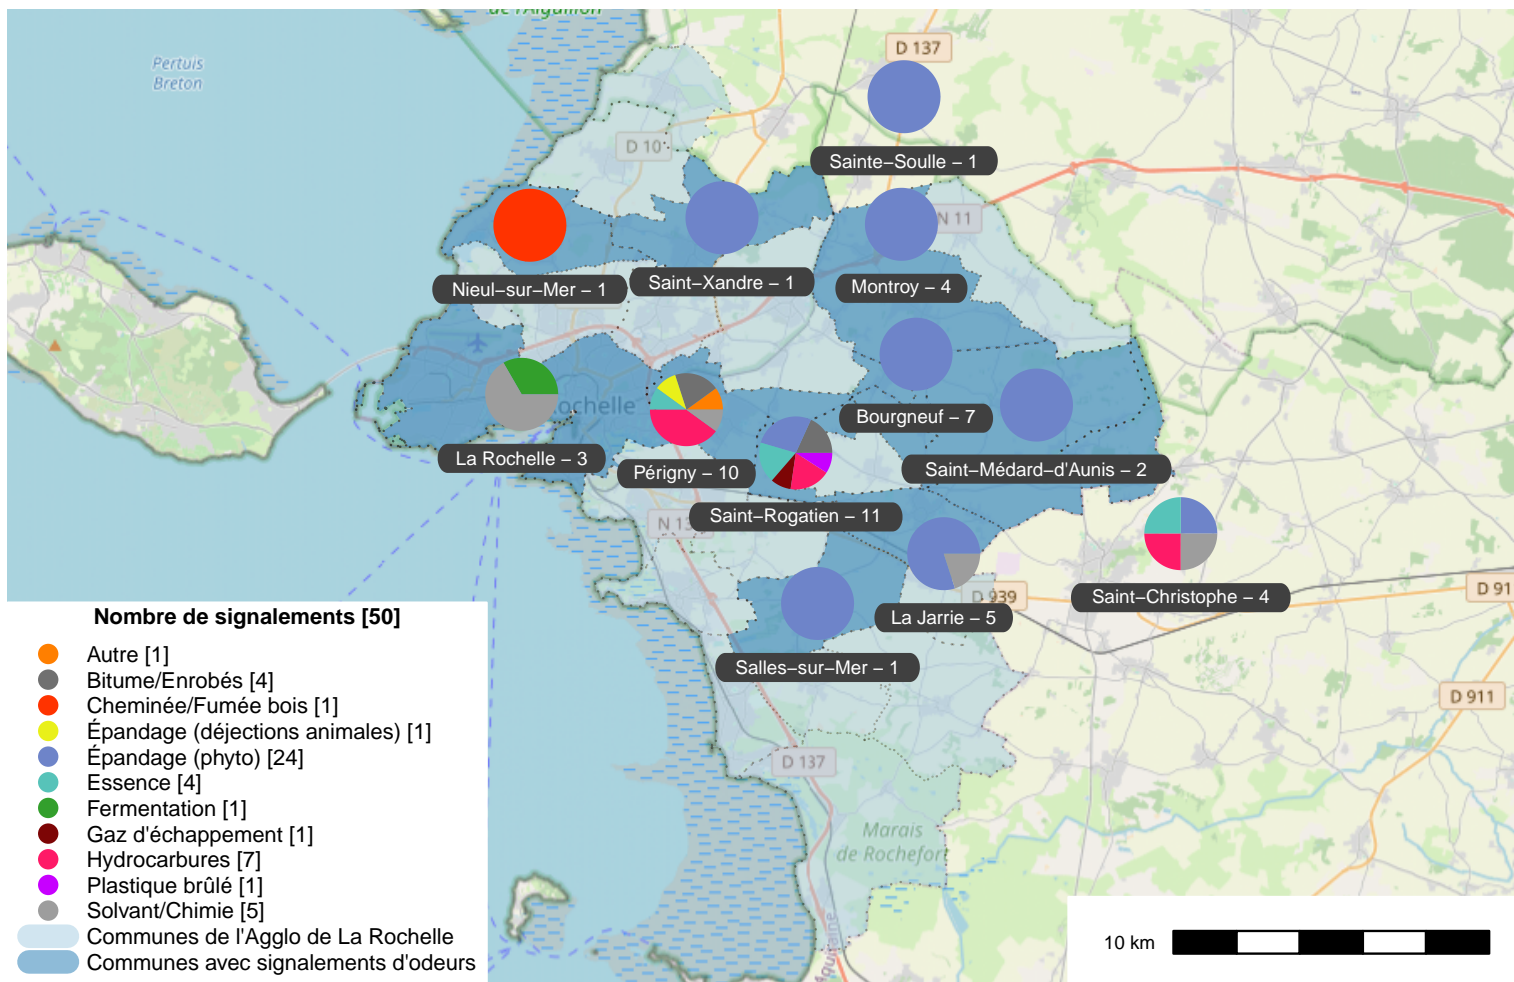 de l'Aiguillon
Pertuis
Breton
D 137
Sainte-Soulle – 1
D 10
N 11
Nieul-sur-Mer – 1
Saint-Xandre – 1
Montroy – 4
Bourgneuf – 7
La Rochelle – 3
Périgny – 10
Saint-Médard-d'Aunis – 2
Saint-Rogatien – 11
N 13
Saint-Christophe – 4
D 939
La Jarrie – 5
D 91
Salles-sur-Mer – 1
D 911
D 137
Marais
de Rochefort
Aquitaine
Nombre de signalements [50]
Autre [1]
Bitume/Enrobés [4]
Cheminée/Fumée bois [1]
Épandage (déjections animales) [1]
Épandage (phyto) [24]
Essence [4]
Fermentation [1]
Gaz d'échappement [1]
Hydrocarbures [7]
Plastique brûlé [1]
Solvant/Chimie [5]
Communes de l'Agglo de La Rochelle
Communes avec signalements d'odeurs
10 km